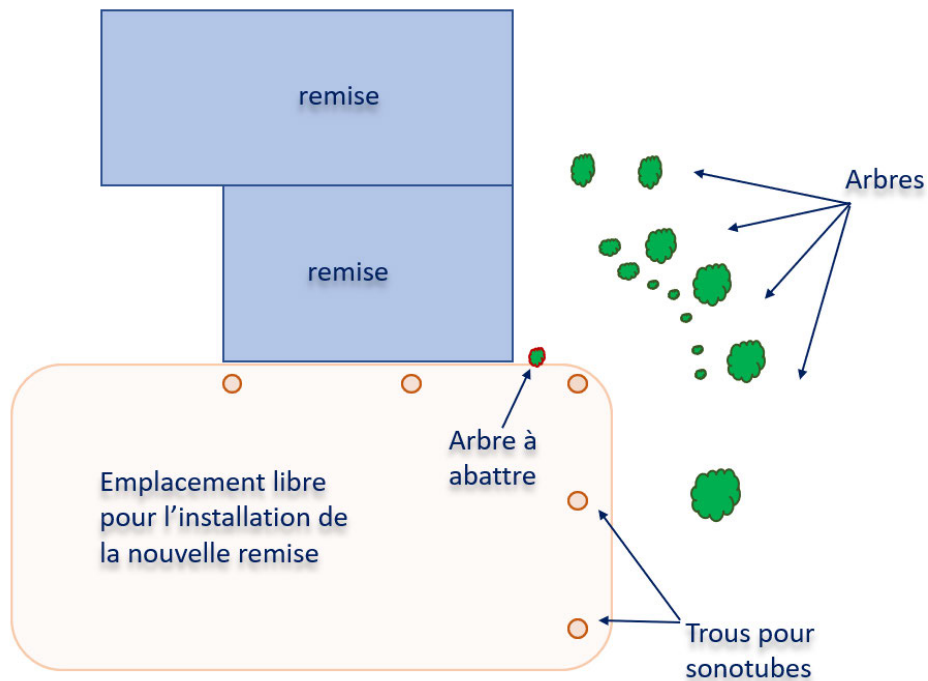 remise
Arbres
remise
Arbre à
abattre
Emplacement libre
pour l'installation de
la nouvelle remise
Trous pour
sonotubes